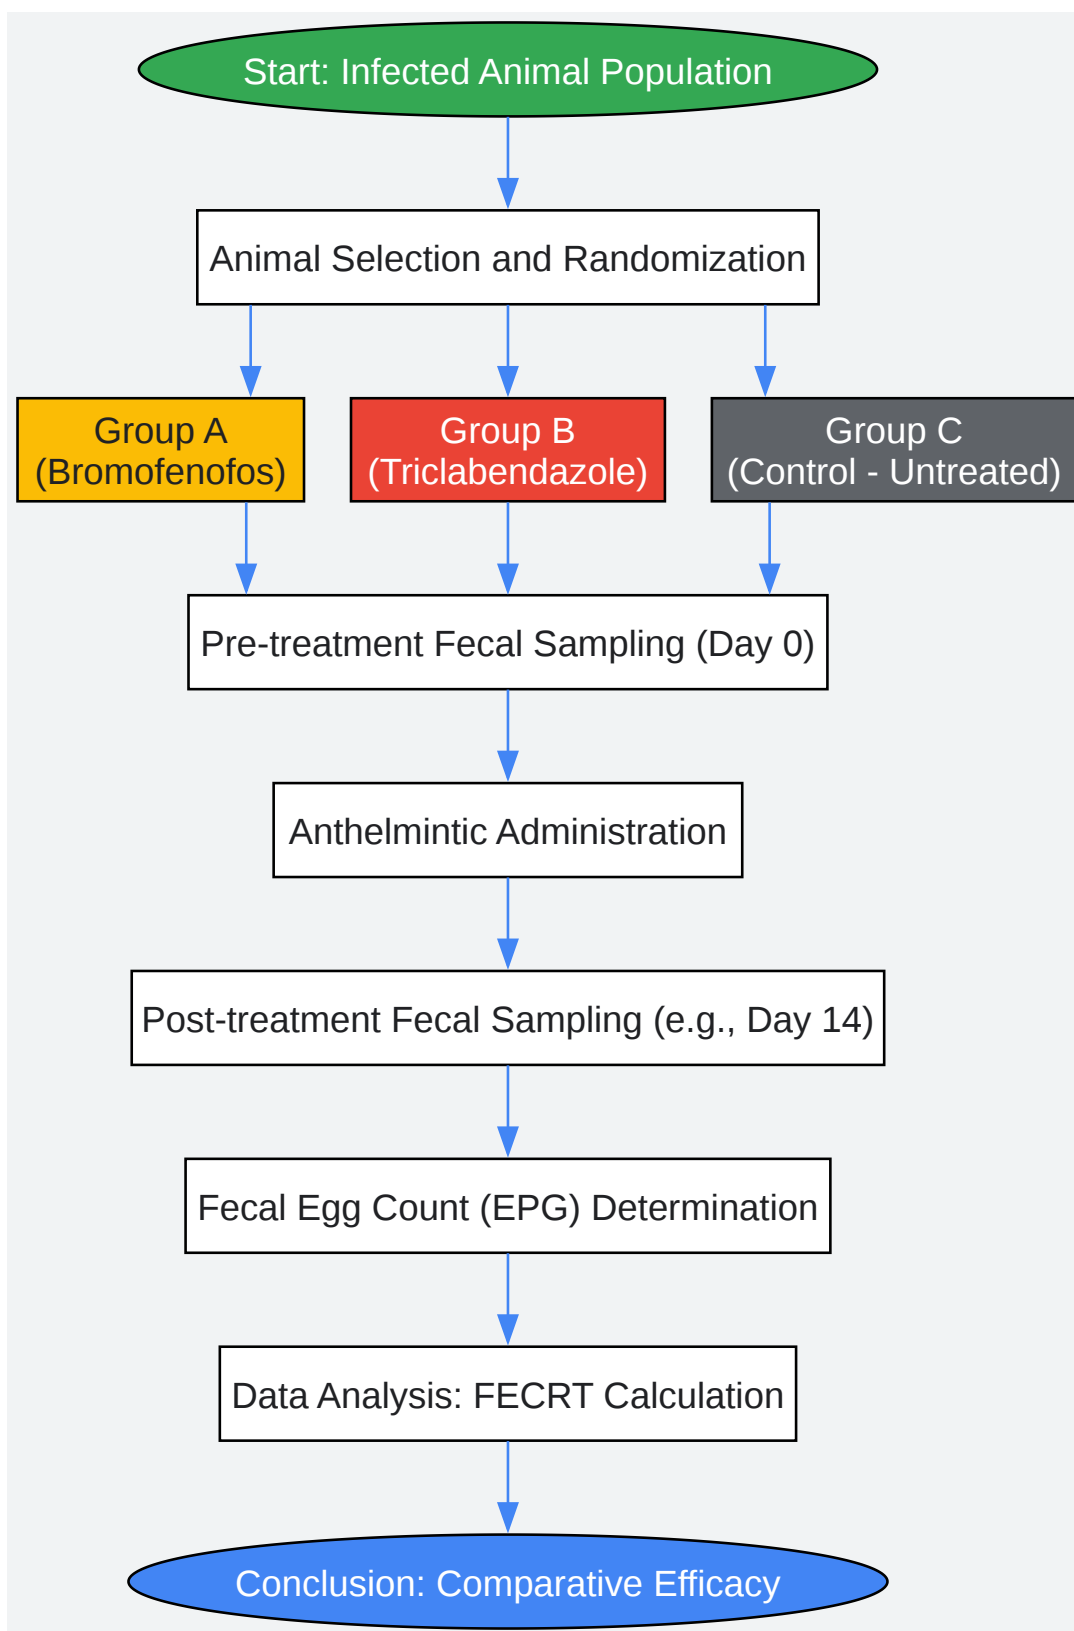 Start: Infected Animal Population
Animal Selection and Randomization
Group A
(Bromofenofos)
Group B
(Triclabendazole)
Group C
(Control - Untreated)
Pre-treatment Fecal Sampling (Day 0)
Anthelmintic Administration
Post-treatment Fecal Sampling (e.g., Day 14)
Fecal Egg Count (EPG) Determination
Data Analysis: FECRT Calculation
Conclusion: Comparative Efficacy